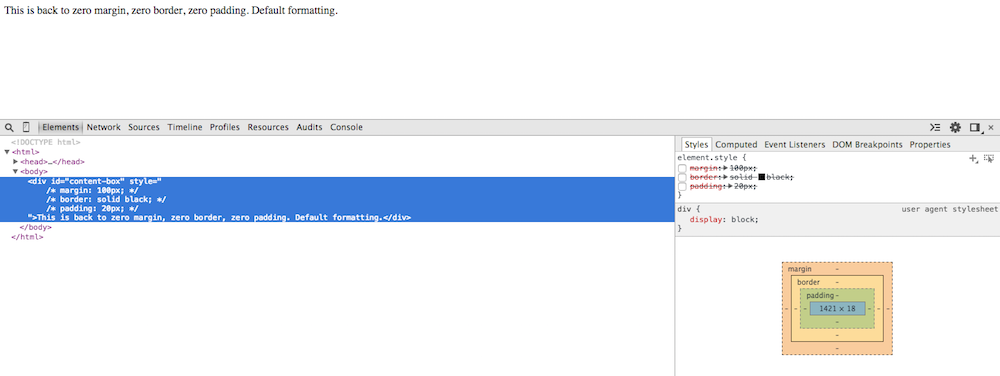 This is back to zero margin, zero border, zero padding. Default formatting.
Elements Network Sources Timeline Profiles Resources Audits Console
<!DOCTYPE html>
▼<html>
▶<head>…</head>
▼<body>
<div id="content-box" style="
/* margin: 100px; */
/* border: solid black; */
/* padding: 20px; */
">This is back to zero margin, zero border, zero padding. Default formatting.</div>
</body>
</html>
Styles Computed Event Listeners DOM Breakpoints Properties
element.style {
margin:▶100px;
border:▶solid black;
padding:▶20px;
}
div { user agent stylesheet
display: block;
}
margin -
border -
padding -
- - - 1421 × 18 - - -
-
-
-